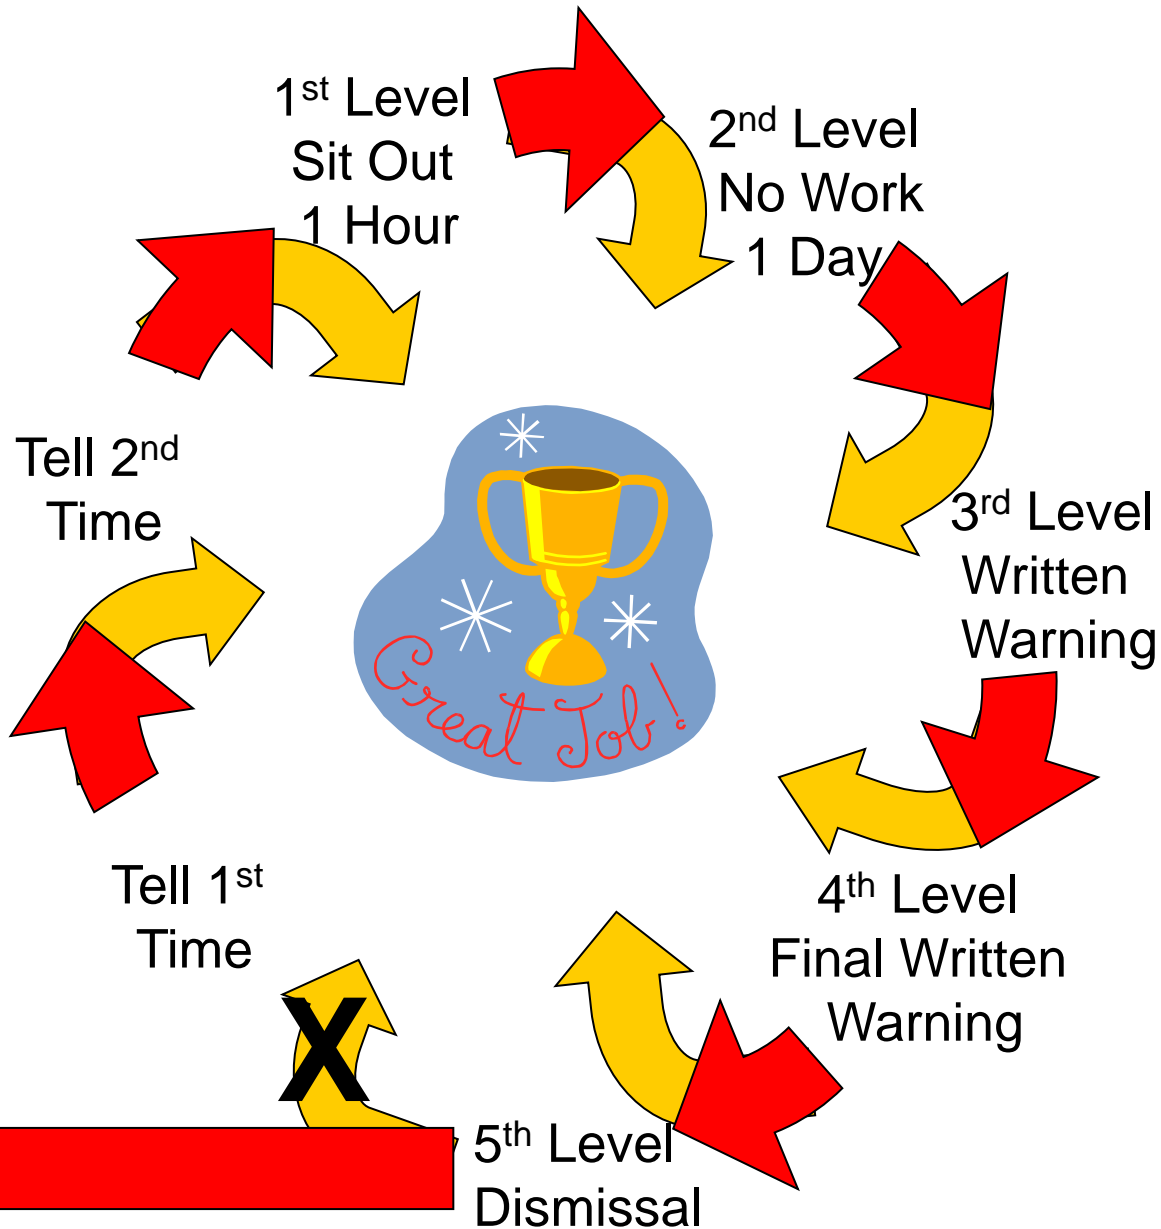 1st Level
Sit Out
1 Hour
2nd Level
No Work
1 Day
Tell 2nd
Time
3rd Level
Written
Warning
Great Job!
Tell 1st
Time
4th Level
Final Written
Warning
X
5th Level
Dismissal